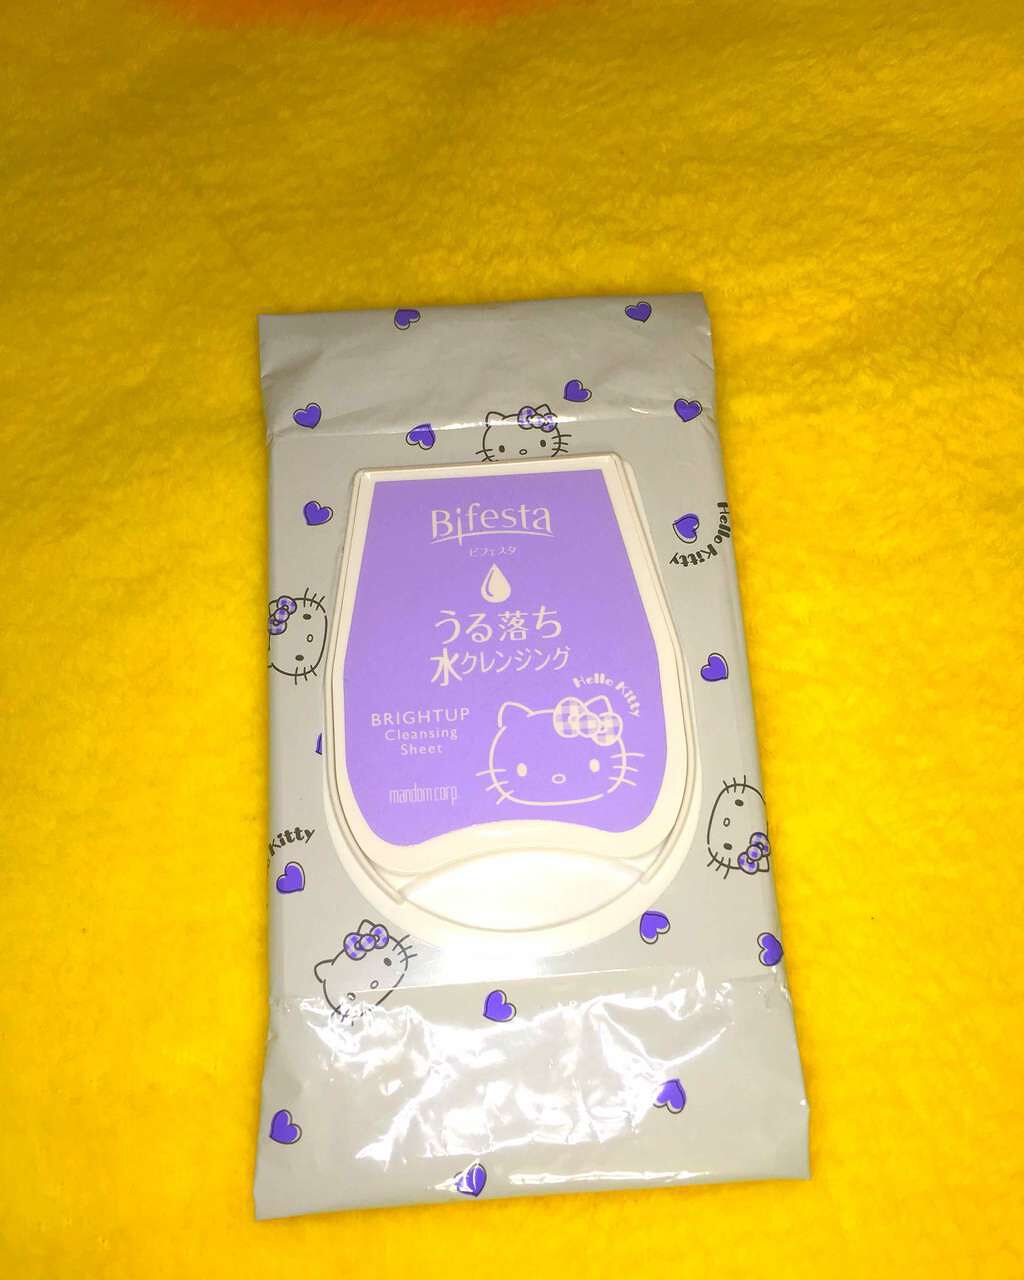 Bifesta
ビフェスタ
うる落ち
水クレンジング
Hello Kitty
BRIGHTUP
Cleansing
Sheet
mandom corp.
Hello Kitty
Kitty